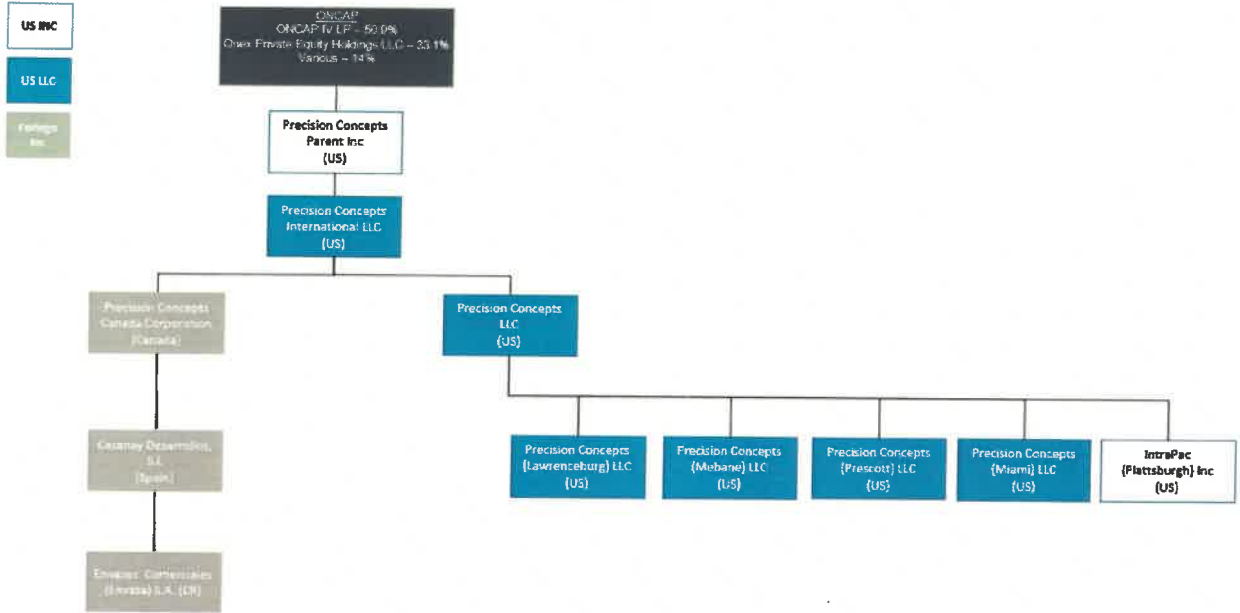 US INC
US LLC
Foreign
Inc
ONCAP
ONCAP IV LP –
Onex Private Equity Holdings LLC – 33.1%
Various – 14%
Precision Concepts
Parent Inc
(US)
Precision Concepts
International LLC
(US)
Precision Concepts
Canada Corporation
(Canada)
Precision Concepts
LLC
(US)
Precision Concepts
(Lawrenceburg) LLC
(US)
Precision Concepts
(Mebane) LLC
(US)
Precision Concepts
(Prescott) LLC
(US)
Precision Concepts
(Miami) LLC
(US)
IntraPac
(Plattsburgh) Inc
(US)
S.L
(Spain)
S.A. (CR)